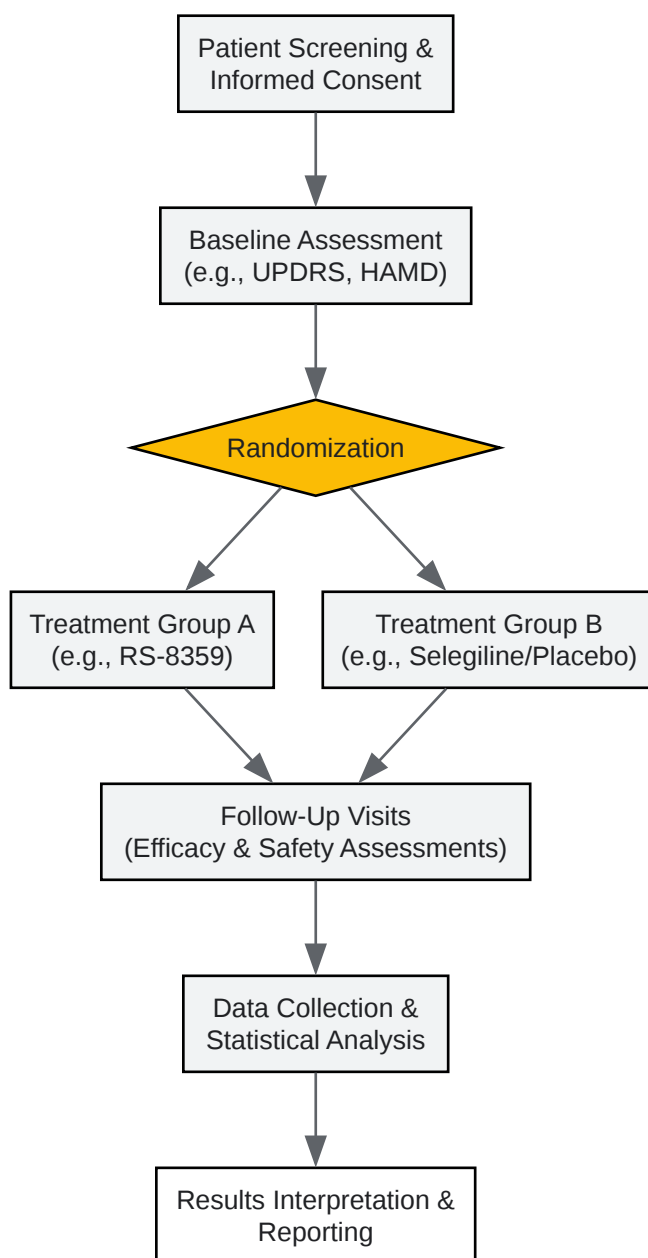 Patient Screening &
Informed Consent
Baseline Assessment
(e.g., UPDRS, HAMD)
Randomization
Treatment Group A
(e.g., RS-8359)
Treatment Group B
(e.g., Selegiline/Placebo)
Follow-Up Visits
(Efficacy & Safety Assessments)
Data Collection &
Statistical Analysis
Results Interpretation &
Reporting